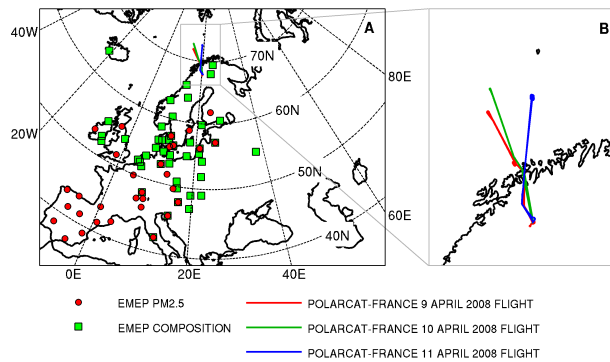 40W
A
B
70N
80E
60N
20W
50N
60E
40N
0E
20E
40E
EMEP PM2.5
POLARCAT-FRANCE 9 APRIL 2008 FLIGHT
EMEP COMPOSITION
POLARCAT-FRANCE 10 APRIL 2008 FLIGHT
POLARCAT-FRANCE 11 APRIL 2008 FLIGHT